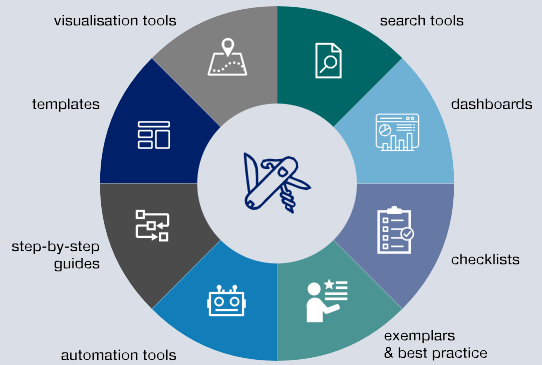 visualisation tools
search tools
templates
dashboards
step-by-step
guides
checklists
automation tools
exemplars
& best practice